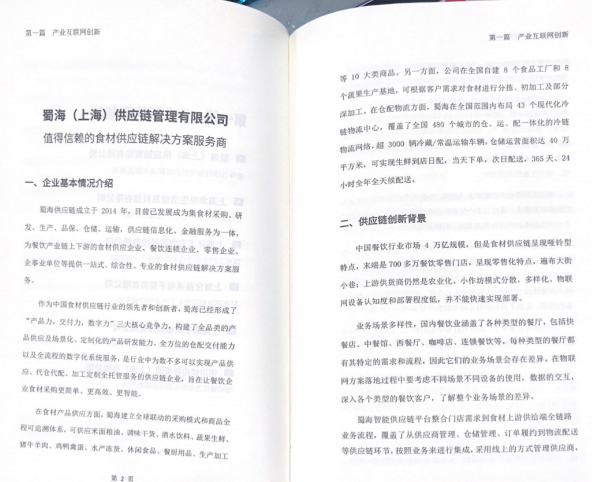 第一篇 产业互联网创新
蜀海（上海）供应链管理有限公司
值得信赖的食材供应链解决方案服务商
一、企业基本情况介绍
蜀海供应链成立于 2014 年，目前已发展成为集食材采购、研
发、生产、品保、仓储、运输，供应链信息化、金融服务为一体，
为餐饮产业链上下游的食材供应企业、餐饮连锁企业、零售企业、
企事业单位等提供一站式、综合性、专业的食材供应链解决方案服
务。
作为中国食材供应链行业的领先者和创新者，蜀海已经形成了
“产品力，交付力，数字力”三大核心竞争力，构建了全品类的产
品供应及场景化、定制化的产品研发能力，全方位的仓配交付能力
以及全流程的数字化系统服务，是行业中为数不多可以实现产品供
应、代仓代配、加工定制全托管服务的供应链企业，旨在让餐饮企
业食材采购更简单、更高效、更智能。
在食材产品供应方面，蜀海建立全球联动的采购模式和商品全
程可追溯体系，可供应米面粮油、调味干货、酒水饮料、蔬果生鲜、
猪牛羊肉、鸡鸭禽蛋、水产冻货、休闲食品、餐厨用品、生产加工
第 2 页
第一篇 产业互联网创新
等 10 大类商品。另一方面，公司在全国自建 8 个食品工厂和 8
个蔬果生产基地，可根据客户需求对食材进行分拣、初加工及部分
深加工。在仓配物流方面，蜀海在全国范围内布局 43 个现代化冷
链物流中心，覆盖了全国 480 个城市的仓、运、配一体化的冷链
物流网络，超 3000 辆冷藏/常温运输车辆，仓储运营面积达 40 万
平方米，可实现生鲜到店日配，当天下单，次日配送，365 天、24
小时全年全天候配送。
二、供应链创新背景
中国餐饮行业市场 4 万亿规模，但是食材供应链呈现哑铃型
特点，末端是 700 多万餐饮零售门店，呈现零售化特点，遍布大街
小巷；上游供货商仍然是农业化、小作坊模式分散，多样化，物联
网设备认知度和部署程度低，并不能快速实现部署。
业务场景多样性，国内餐饮业涵盖了各种类型的餐厅，包括快
餐店、中餐馆、西餐厅、咖啡店、连锁餐饮等。每种类型的餐厅都
有其特定的需求和流程，因此它们的业务场景会存在差异。在物联
网方案落地过程中要考虑不同场景不同设备的使用，数据的交互，
深入各个类型的餐饮客户，了解整个业务场景的差异。
蜀海智能供应链平台整合门店需求到食材上游供给端全链路
业务流程，覆盖了从供应商管理、仓储管理、订单履约到物流配送
等供应链环节，按照业务来进行集成，采用线上的方式管理供应商，